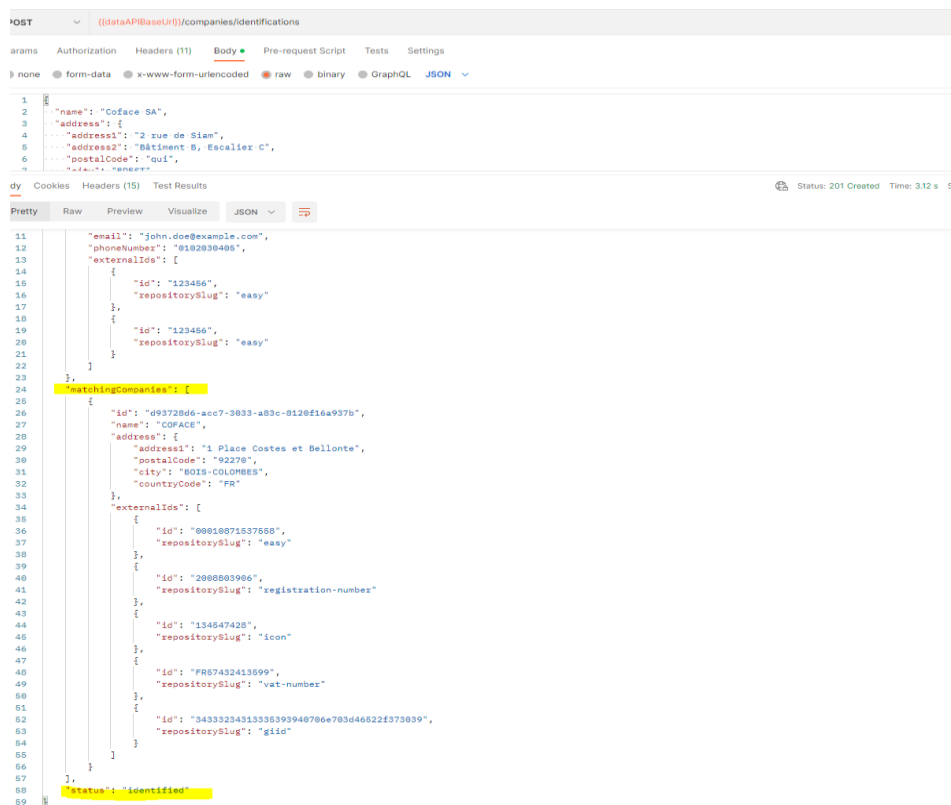 POST {{dataAPIBaseUrl}}/companies/identifications
arams Authorization Headers (11) Body Pre-request Script Tests Settings
none form-data x-www-form-urlencoded raw binary GraphQL JSON
1 {
2 "name": "Coface SA",
3 "address": {
4 "address1": "2 rue de Siam",
5 "address2": "Bâtiment B, Escalier C",
6 "postalCode": "qui",
7 "city": "BREST"
dy Cookies Headers (15) Test Results Status: 201 Created Time: 3.12 s S
Pretty Raw Preview Visualize JSON
11 "email": "john.doe@example.com",
12 "phoneNumber": "0102030405",
13 "externalIds": [
14 {
15 "id": "123456",
16 "repositorySlug": "easy"
17 },
18 {
19 "id": "123456",
20 "repositorySlug": "easy"
21 }
22 ]
23 },
24 "matchingCompanies": [
25 {
26 "id": "d93728d6-acc7-3033-a83c-8120f16a937b",
27 "name": "COFACE",
28 "address": {
29 "address1": "1 Place Costes et Bellonte",
30 "postalCode": "92270",
31 "city": "BOIS-COLOMBES",
32 "countryCode": "FR"
33 },
34 "externalIds": [
35 {
36 "id": "00010871537558",
37 "repositorySlug": "easy"
38 },
39 {
40 "id": "2008803906",
41 "repositorySlug": "registration-number"
42 },
43 {
44 "id": "134547428",
45 "repositorySlug": "icon"
46 },
47 {
48 "id": "FR57432413599",
49 "repositorySlug": "vat-number"
50 },
51 {
52 "id": "34333234313335393940706e703d46522f373039",
53 "repositorySlug": "giid"
54 }
55 ]
56 }
57 ],
58 "status": "identified"
59 }